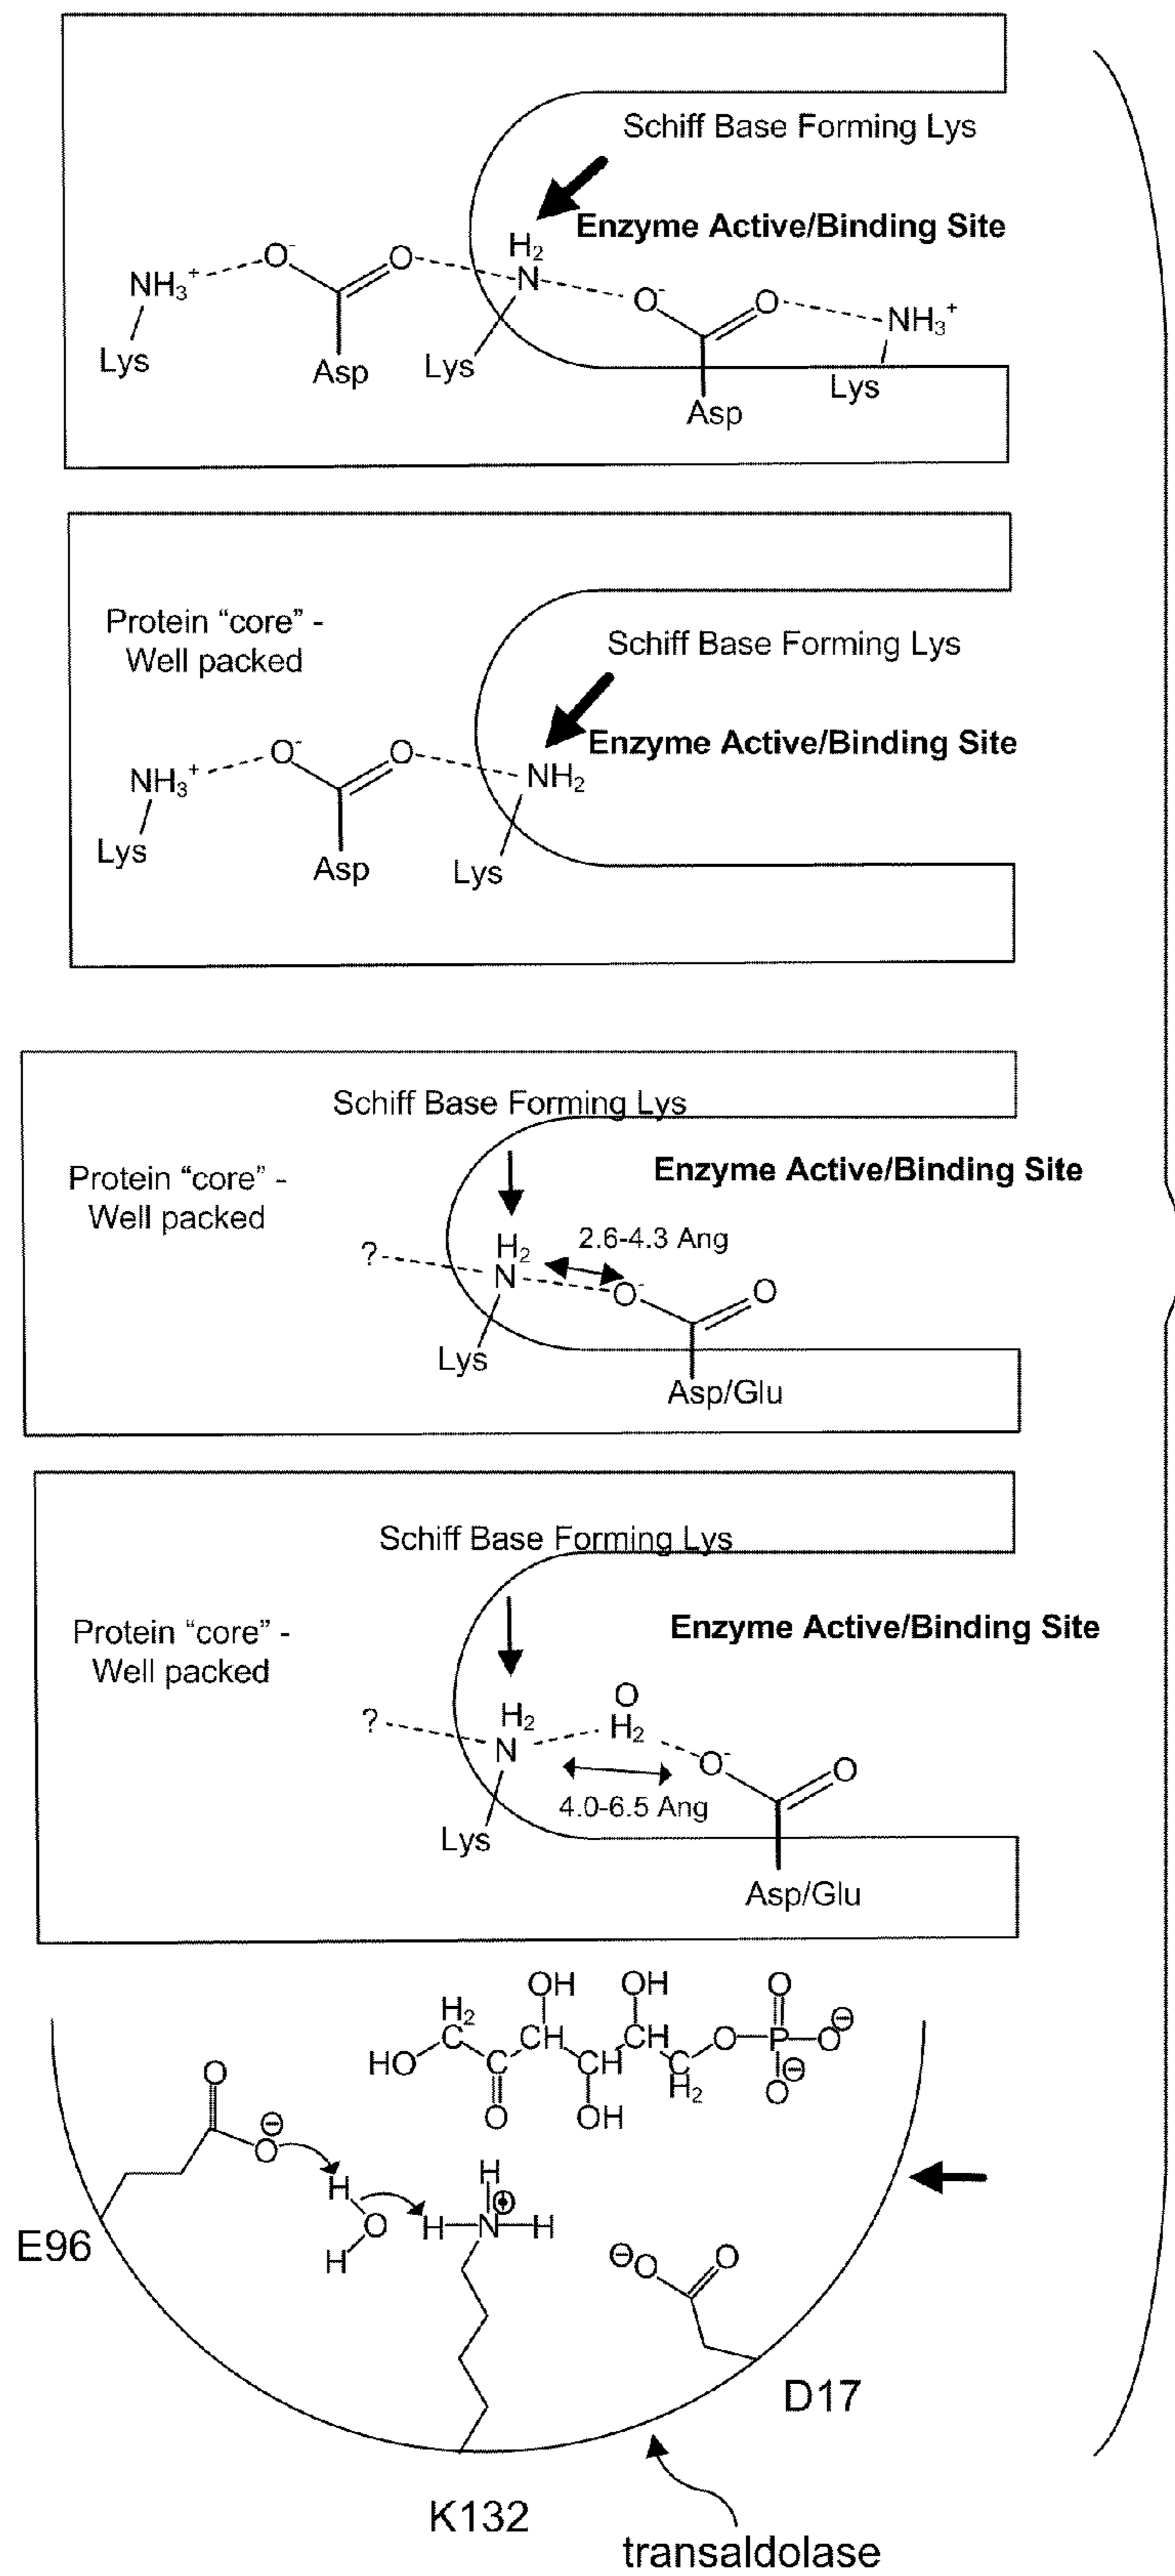 Schiff Base Forming Lys
Enzyme Active/Binding Site
H₂
O⁻ O N
NH₃⁺ O⁻ O NH₃⁺
Lys Asp Lys Lys
Asp
Protein “core” -
Well packed
Schiff Base Forming Lys
Enzyme Active/Binding Site
O⁻ O
NH₃⁺ NH₂
Lys Asp Lys
Schiff Base Forming Lys
Enzyme Active/Binding Site
Protein “core” -
Well packed
2.6-4.3 Ang
? H₂
N O⁻ O
Lys
Asp/Glu
Schiff Base Forming Lys
Enzyme Active/Binding Site
Protein “core” -
Well packed
O
? H₂ H₂
N O⁻ O
4.0-6.5 Ang
Lys
Asp/Glu
OH OH O
H₂
C CH CH O P O⊖
HO C CH C ⊖
H₂ O
O OH
O
⊖
O
H H
⊕
O H N H
H
E96
⊖O O
D17
K132
transaldolase